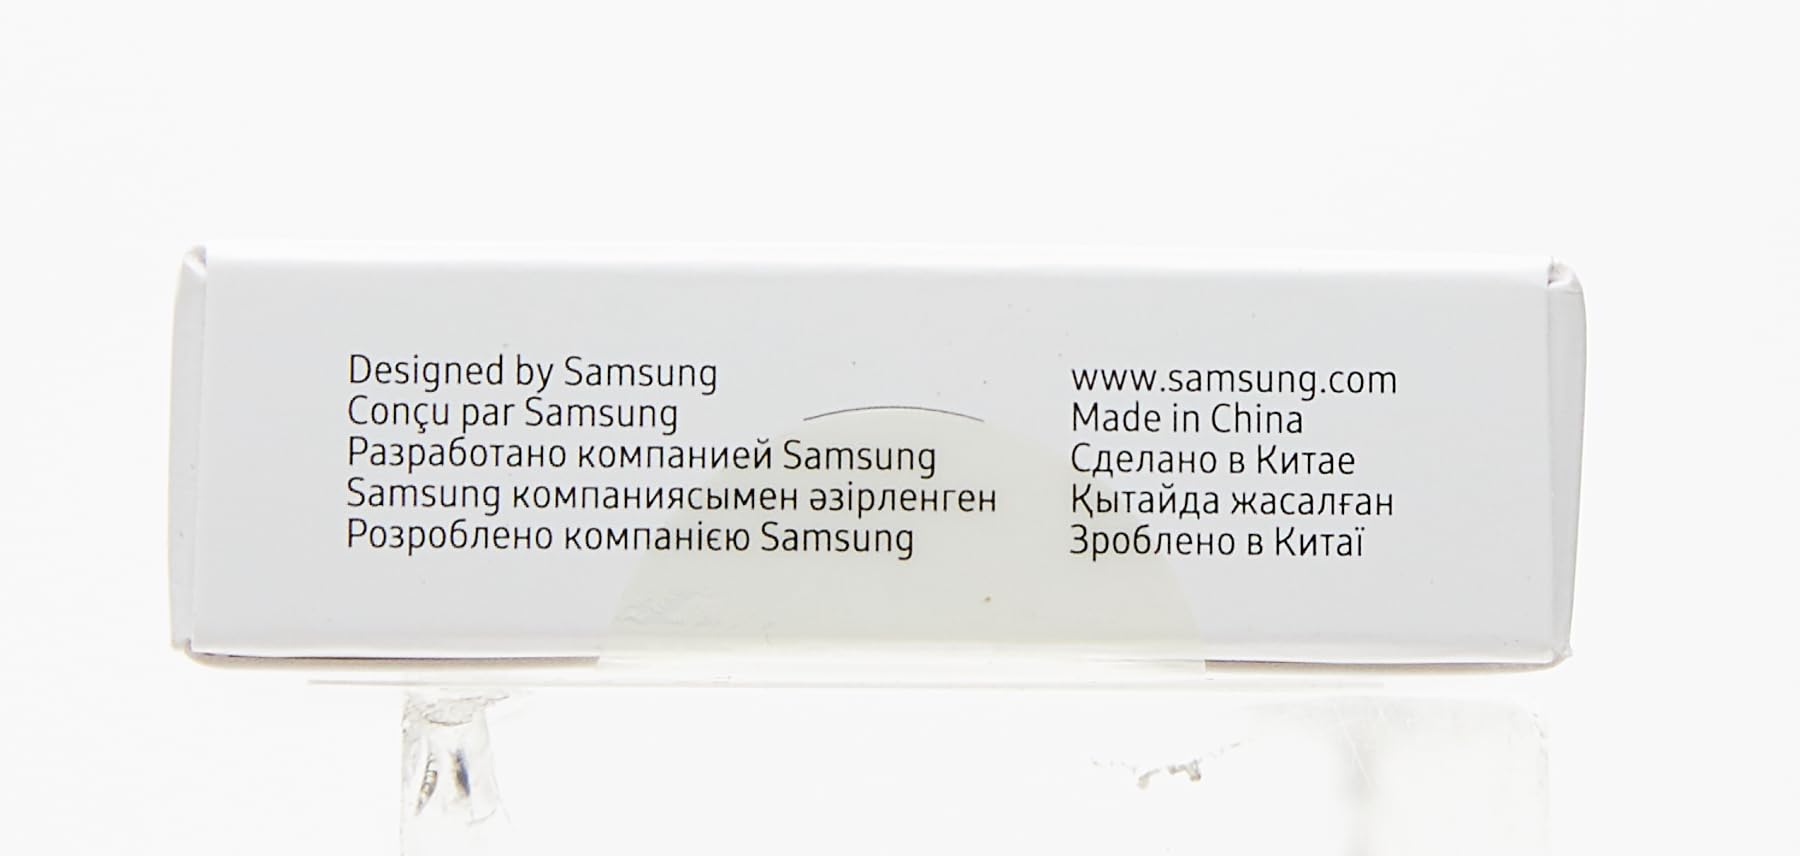 Designed by Samsung
Conçu par Samsung
Разработано компанией Samsung
Samsung компаниясымен әзірленген
Розроблено компанією Samsung
www.samsung.com
Made in China
Сделано в Китае
Қытайда жасалған
Зроблено в Китаї